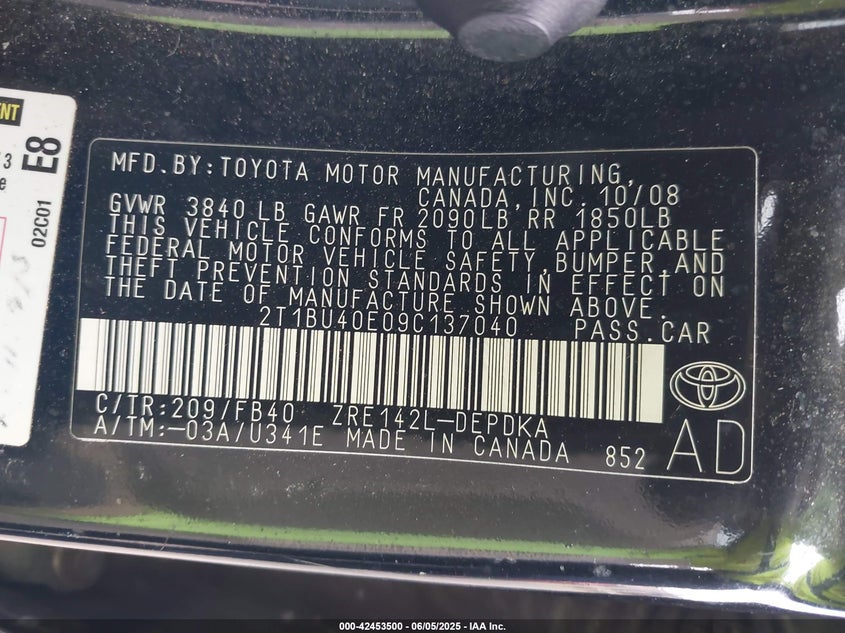 ENT
3
e
E8
02C01
MFD.BY:TOYOTA MOTOR MANUFACTURING,
CANADA,INC. 10/08
GVWR 3840 LB GAWR FR 2090LB RR 1850LB
THIS VEHICLE CONFORMS TO ALL APPLICABLE
FEDERAL MOTOR VEHICLE SAFETY,BUMPER,AND
THEFT PREVENTION STANDARDS IN EFFECT ON
THE DATE OF MANUFACTURE SHOWN ABOVE.
2T1BU40E09C137040 PASS.CAR
C/TR:209/FB40 ZRE142L-DEPDKA
A/TM:-03A/U341E MADE IN CANADA 852
AD
000-42453500 - 06/05/2025 - IAA Inc.